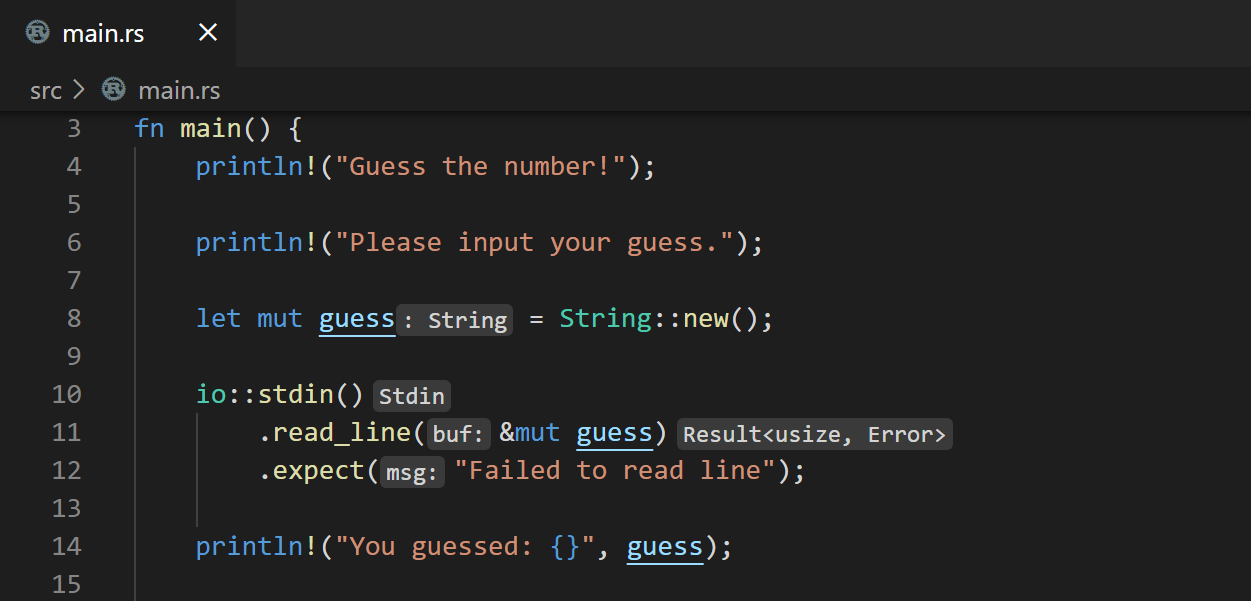 main.rs ×
src > main.rs
3 fn main() {
4 println!("Guess the number!");
5
6 println!("Please input your guess.");
7
8 let mut guess: String = String::new();
9
10 io::stdin() Stdin
11 .read_line(buf: &mut guess) Result<usize, Error>
12 .expect(msg: "Failed to read line");
13
14 println!("You guessed: {}", guess);
15